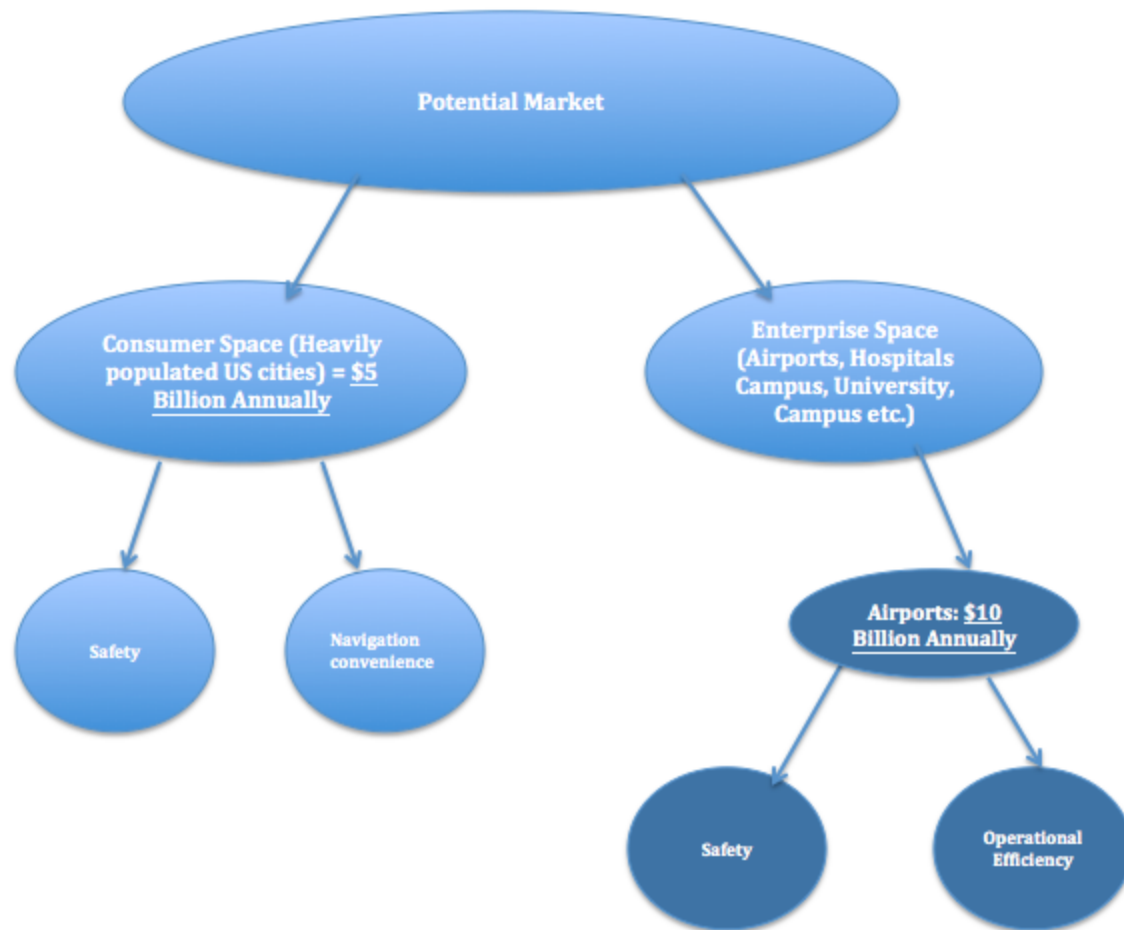 Potential Market
Consumer Space (Heavily
populated US cities) = $5
Billion Annually
Enterprise Space
(Airports, Hospitals
Campus, University,
Campus etc.)
Safety
Navigation
convenience
Airports: $10
Billion Annually
Safety
Operational
Efficiency